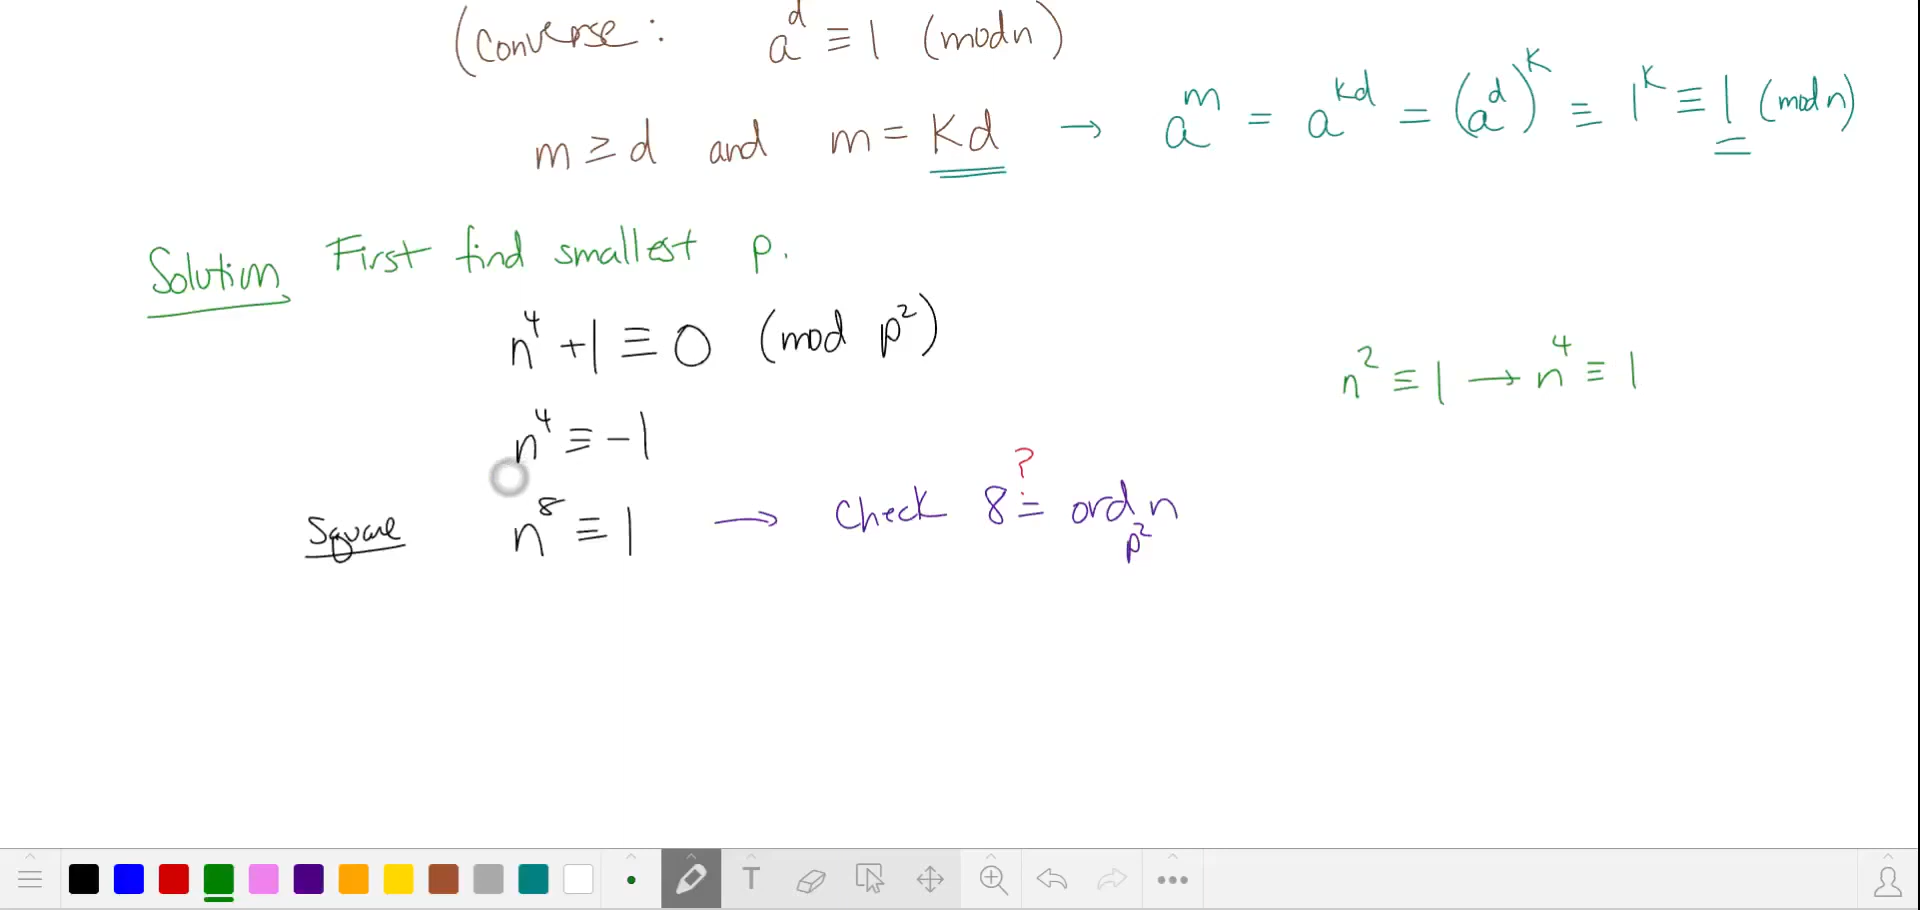 (Converse: a^d ≡ 1 (mod n)
m ≥ d and m = Kd → a^m = a^{Kd} = (a^d)^K ≡ 1^K ≡ 1 (mod n)
Solution First find smallest p.
n^4 + 1 ≡ 0 (mod p^2)
n^2 ≡ 1 → n^4 ≡ 1
n^4 ≡ -1
Square n^8 ≡ 1 → Check 8 ≟ ord_{p^2} n
T